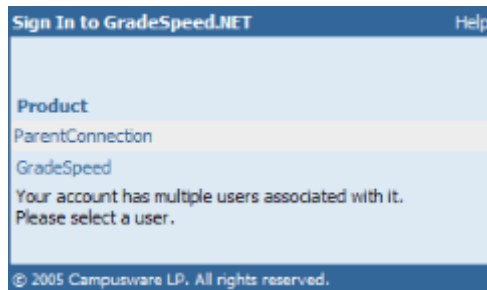 Sign In to GradeSpeed.NET Help
Product
ParentConnection
GradeSpeed
Your account has multiple users associated with it.
Please select a user.
© 2005 Campusware LP. All rights reserved.